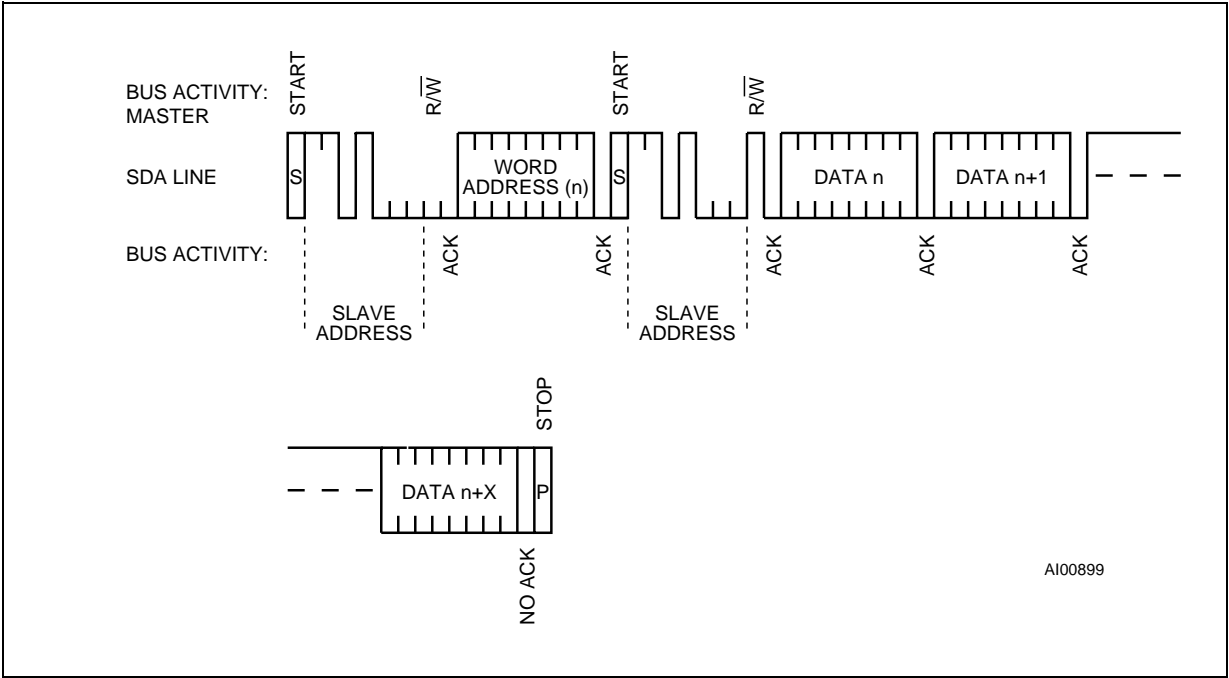 START
R/W
START
R/W
BUS ACTIVITY:
MASTER
SDA LINE
S
WORD
ADDRESS (n)
S
DATA n
DATA n+1
BUS ACTIVITY:
ACK
ACK
ACK
ACK
ACK
SLAVE
ADDRESS
SLAVE
ADDRESS
STOP
DATA n+X
P
NO ACK
AI00899